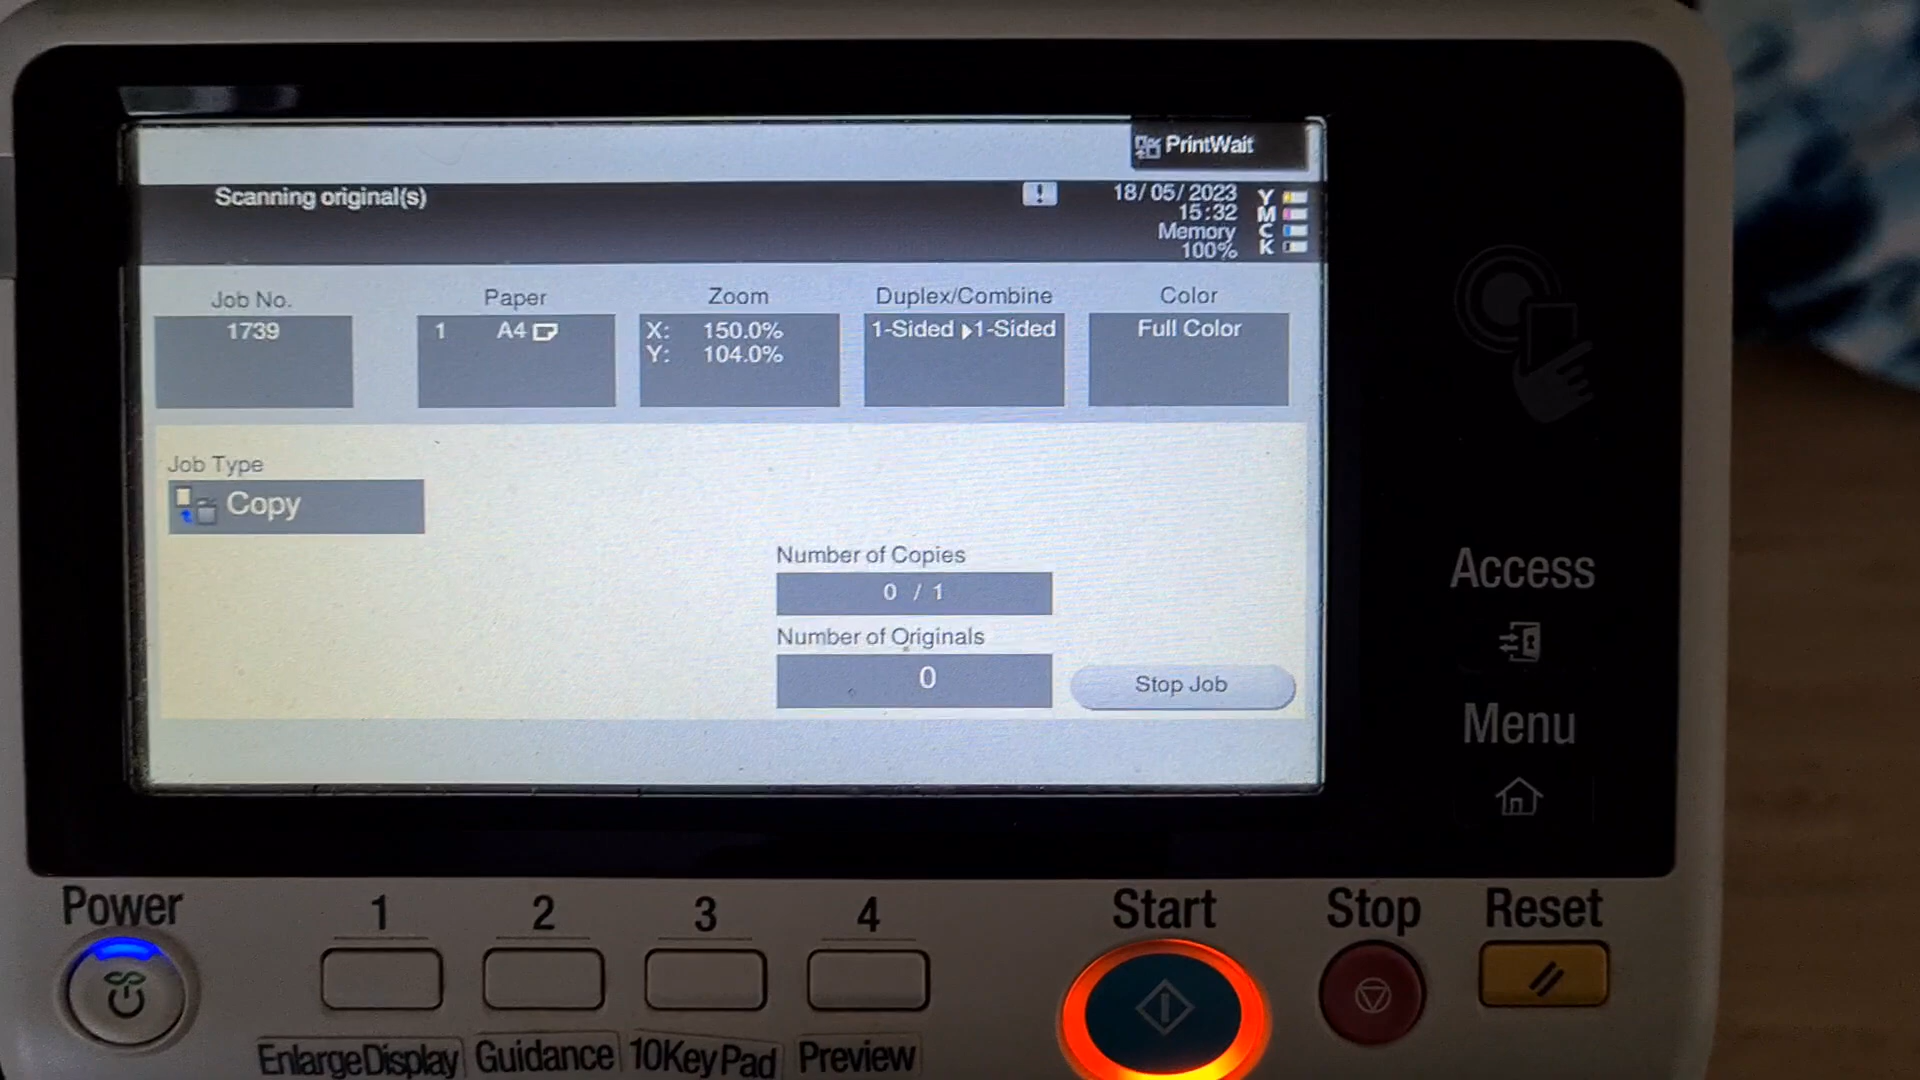 PrintWait
Scanning original(s)
!
18/05/2023
15:32
Memory
100%
Y
M
C
K
Job No.
1739
Paper
1 A4
Zoom
X: 150.0%
Y: 104.0%
Duplex/Combine
1-Sided ▶1-Sided
Color
Full Color
Job Type
Copy
Number of Copies
0 / 1
Number of Originals
0
Stop Job
Access
Menu
Power
1
2
3
4
Start
Stop
Reset
EnlargeDisplay
Guidance
10KeyPad
Preview